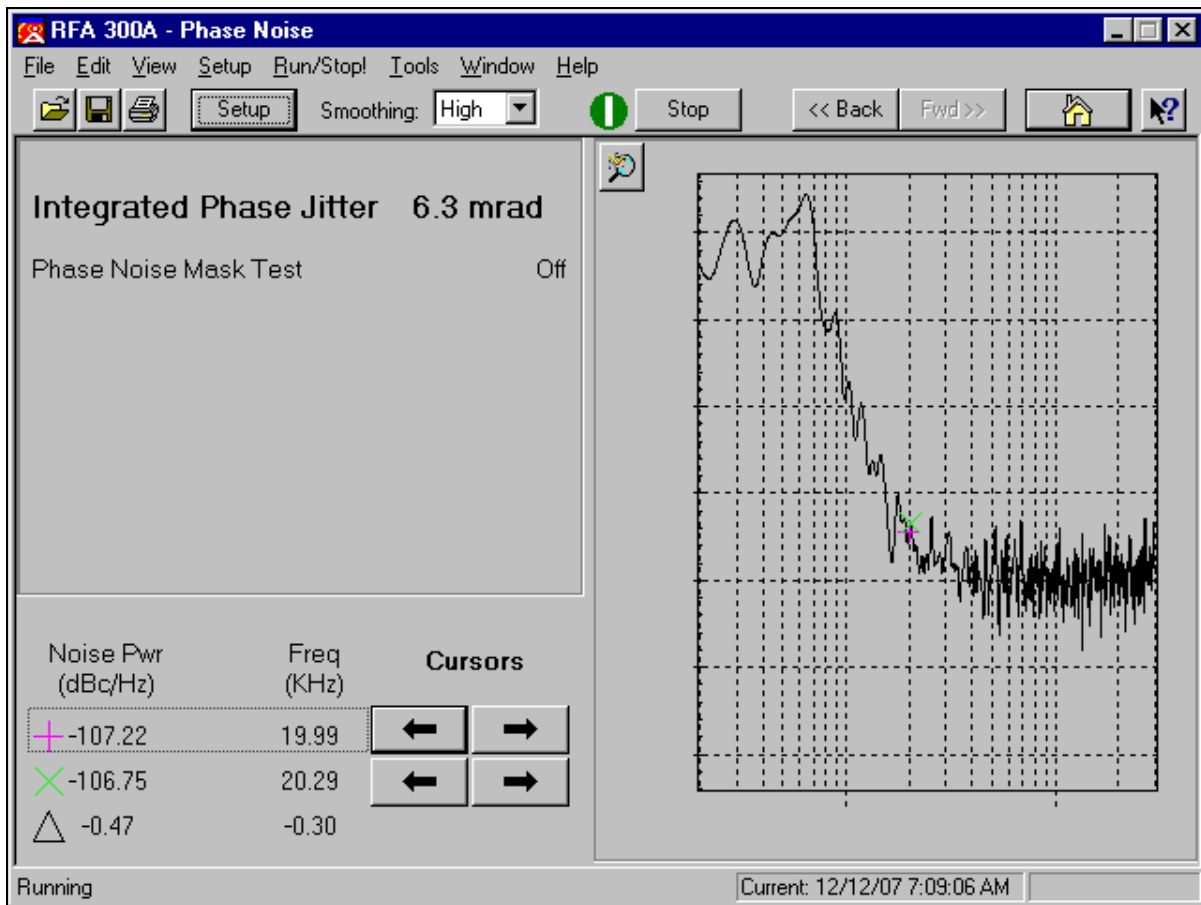 RFA 300A - Phase Noise
File Edit View Setup Run/Stop! Tools Window Help
Setup Smoothing: High Stop << Back Fwd >> ?
Integrated Phase Jitter 6.3 mrad
Phase Noise Mask Test Off
Noise Pwr (dBc/Hz) Freq (KHz) Cursors
-107.22 19.99
-106.75 20.29
-0.47 -0.30
Running Current: 12/12/07 7:09:06 AM